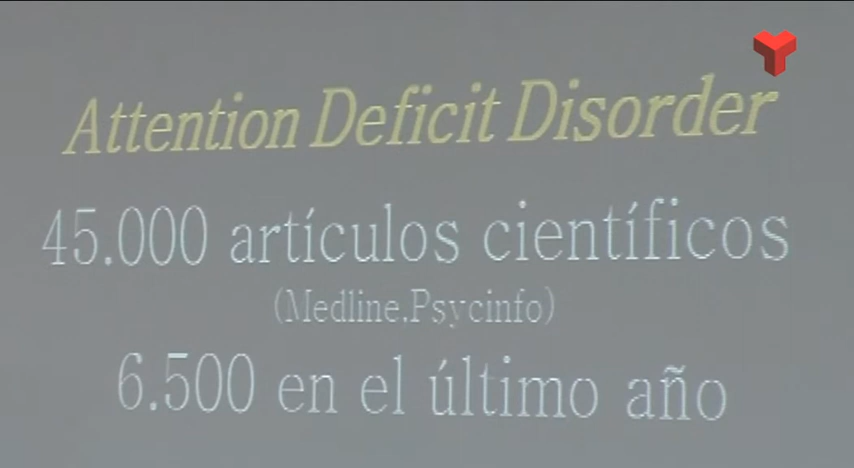 Attention Deficit Disorder
45.000 artículos científicos
(Medline.Psycinfo)
6.500 en el último año